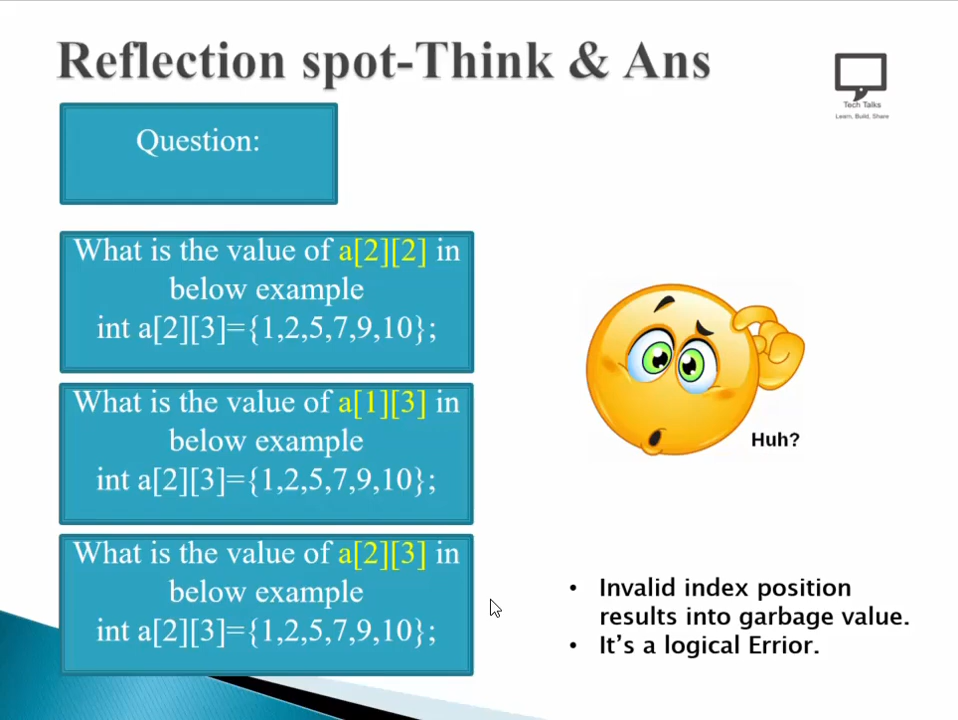 Reflection spot-Think & Ans
Tech Talks
Learn, Build, Share
Question:
What is the value of a[2][2] in
below example
int a[2][3]={1,2,5,7,9,10};
What is the value of a[1][3] in
below example
int a[2][3]={1,2,5,7,9,10};
What is the value of a[2][3] in
below example
int a[2][3]={1,2,5,7,9,10};
Huh?
• Invalid index position
results into garbage value.
• It’s a logical Errior.